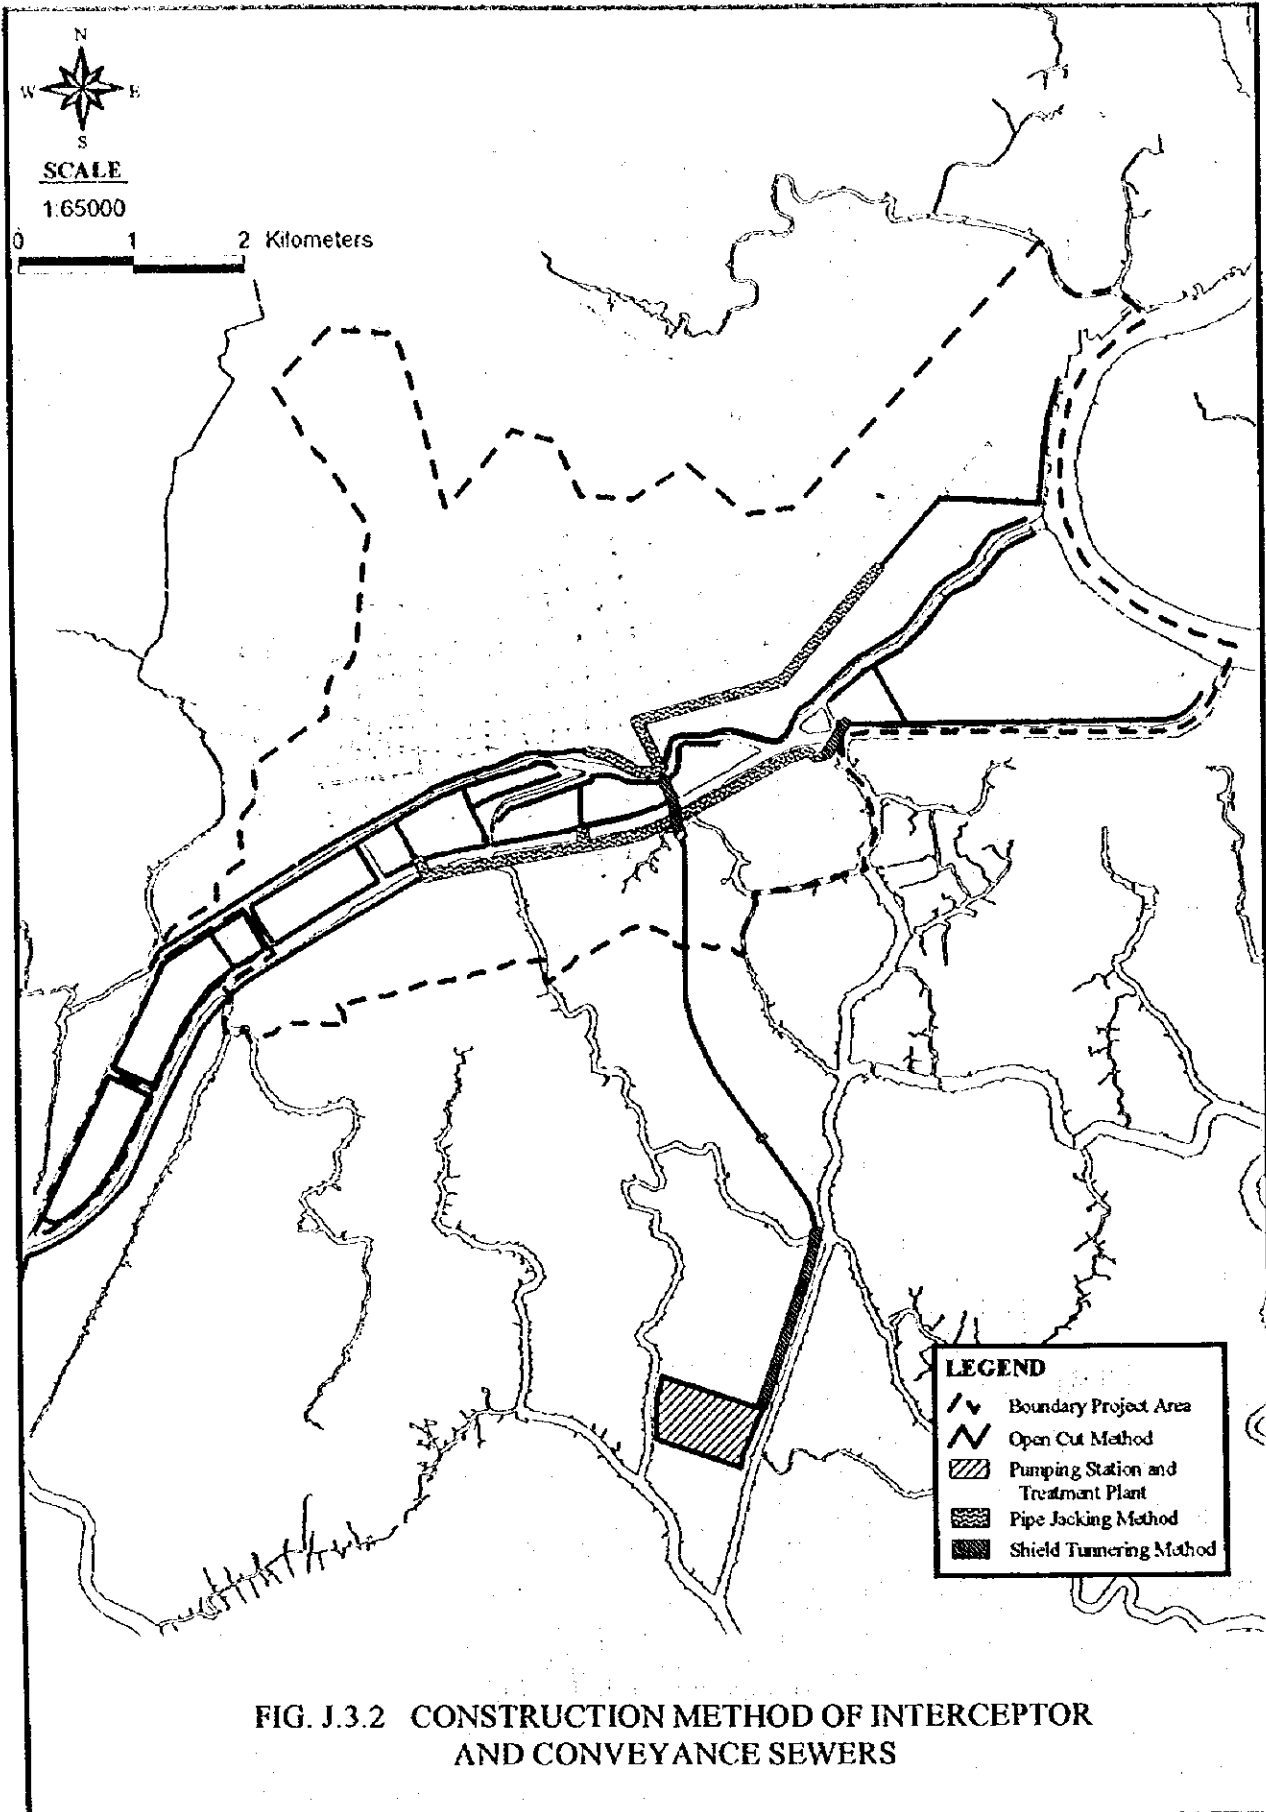 N
W E
S
SCALE
1:65000
0 1 2 Kilometers
LEGEND
Boundary Project Area
Open Cut Method
Pumping Station and
Treatment Plant
Pipe Jacking Method
Shield Tunnering Method
FIG. J.3.2 CONSTRUCTION METHOD OF INTERCEPTOR
AND CONVEYANCE SEWERS